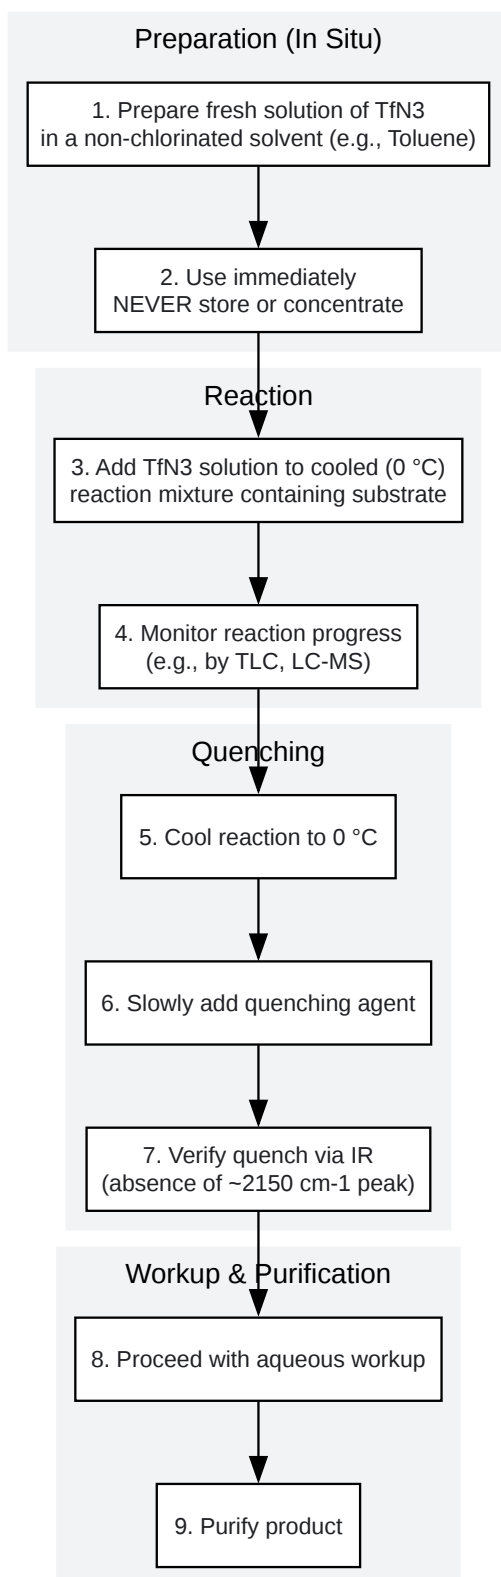 Preparation (In Situ)
1. Prepare fresh solution of TfN3
in a non-chlorinated solvent (e.g., Toluene)
2. Use immediately
NEVER store or concentrate
Reaction
3. Add TfN3 solution to cooled (0 °C)
reaction mixture containing substrate
4. Monitor reaction progress
(e.g., by TLC, LC-MS)
Quenching
5. Cool reaction to 0 °C
6. Slowly add quenching agent
7. Verify quench via IR
(absence of ~2150 cm-1 peak)
Workup & Purification
8. Proceed with aqueous workup
9. Purify product